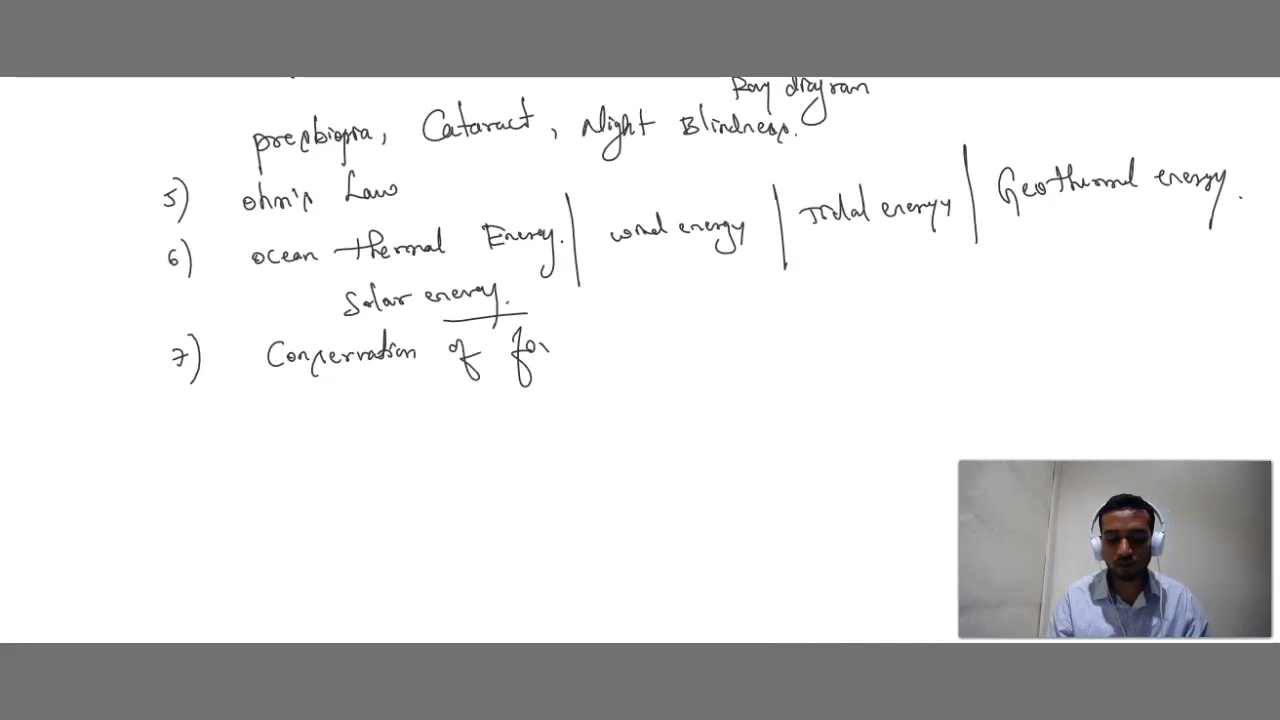 Ray diagram
presbiopia, Cataract, Night Blindness.
5) ohm's Law
6) ocean thermal Energy. | wind energy | Tidal energy | Geothermal energy.
Solar energy.
7) Conservation of for